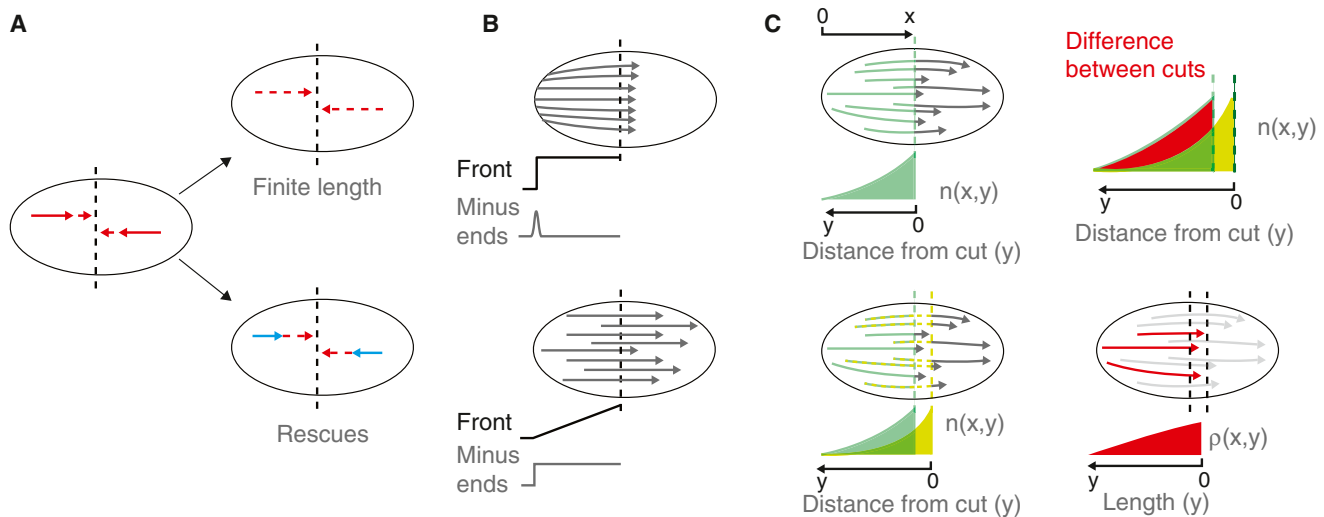 A
Finite length
Rescues
B
Front
Minus
ends
Front
Minus
ends
C
0
x
n(x,y)
y
0
Distance from cut (y)
Difference
between cuts
n(x,y)
y
0
Distance from cut (y)
n(x,y)
y
0
Distance from cut (y)
ρ(x,y)
y
0
Length (y)